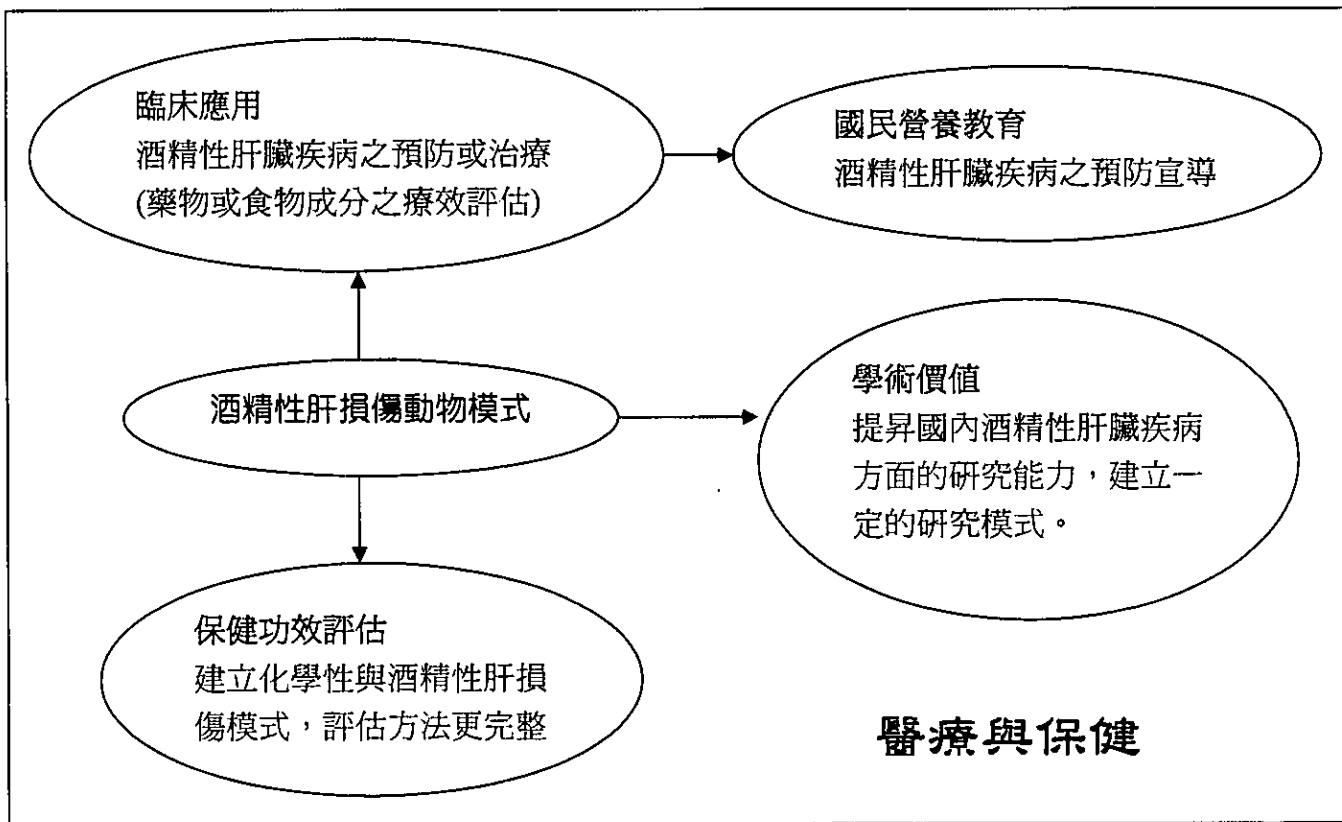 臨床應用
酒精性肝臟疾病之預防或治療
(藥物或食物成分之療效評估)
國民營養教育
酒精性肝臟疾病之預防宣導
酒精性肝損傷動物模式
學術價值
提昇國內酒精性肝臟疾病
方面的研究能力，建立一
定的研究模式。
保健功效評估
建立化學性與酒精性肝損
傷模式，評估方法更完整
醫療與保健